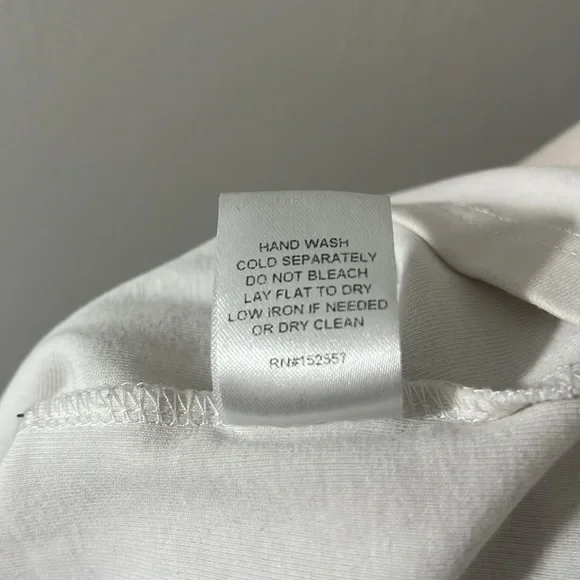 HAND WASH
COLD SEPARATELY
DO NOT BLEACH
LAY FLAT TO DRY
LOW IRON IF NEEDED
OR DRY CLEAN
RN#152557